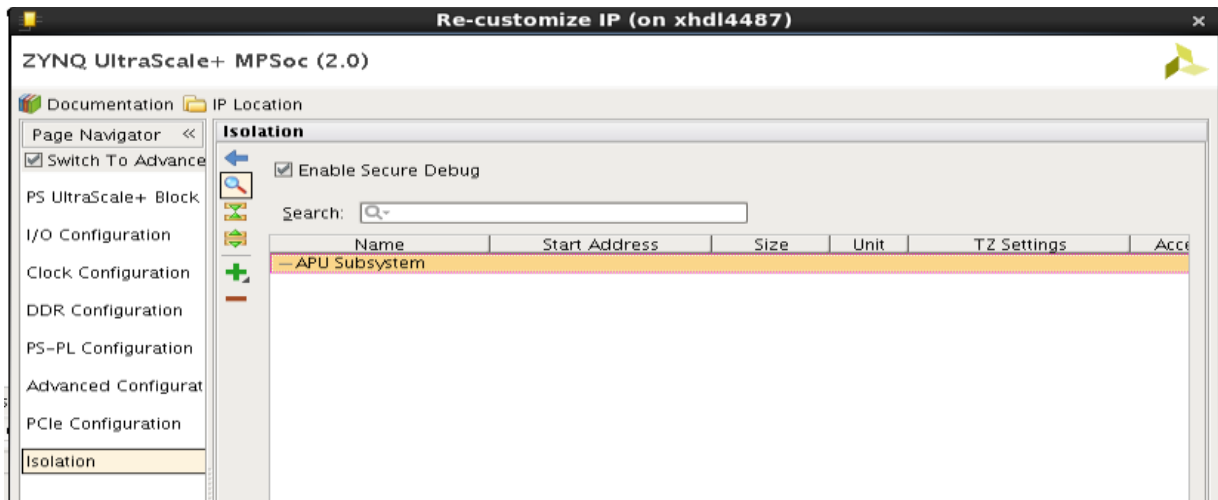 Re-customize IP (on xhdl4487)
ZYNQ UltraScale+ MPSoc (2.0)
Documentation IP Location
Page Navigator «
Switch To Advance
PS UltraScale+ Block
I/O Configuration
Clock Configuration
DDR Configuration
PS-PL Configuration
Advanced Configurat
PCIe Configuration
Isolation
Isolation
Enable Secure Debug
Search:
Name Start Address Size Unit TZ Settings Acce
APU Subsystem